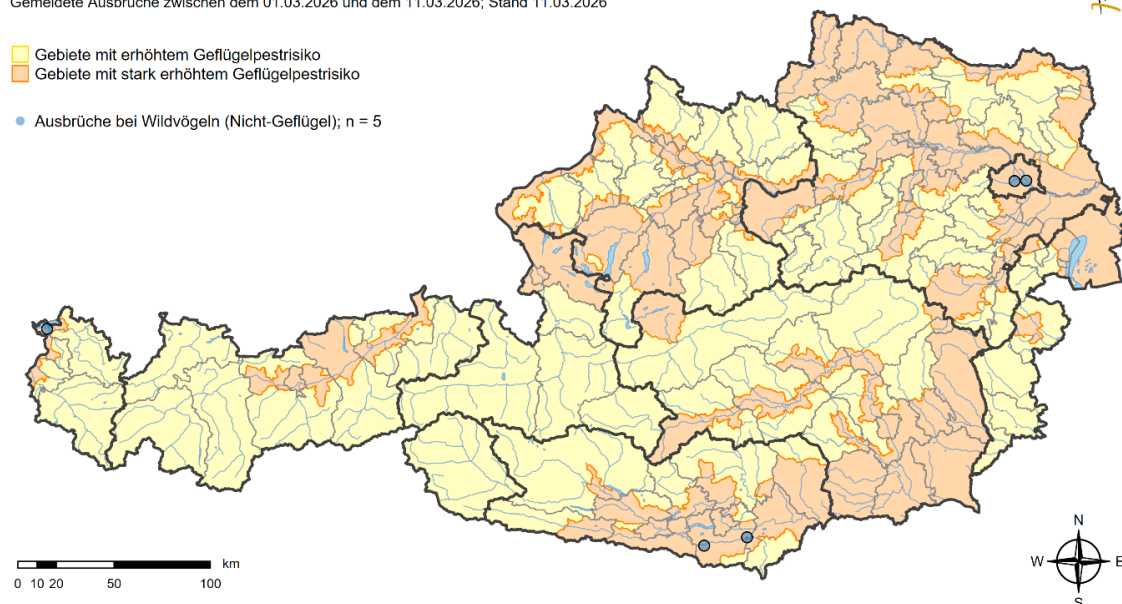 Gemeldete Ausbrüche zwischen dem 01.03.2026 und dem 11.03.2026; Stand 11.03.2026
Gebiete mit erhöhtem Geflügelpestrisiko
Gebiete mit stark erhöhtem Geflügelpestrisiko
Ausbrüche bei Wildvögeln (Nicht-Geflügel); n = 5
km
0 10 20 50 100
N
W E
S